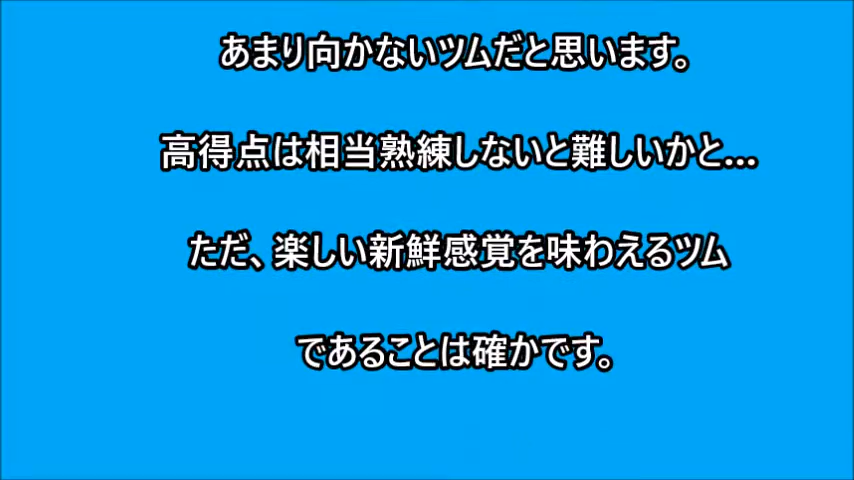 あまり向かないツムだと思います。
高得点は相当熟練しないと難しいかと...
ただ、楽しい新鮮感覚を味わえるツム
であることは確かです。